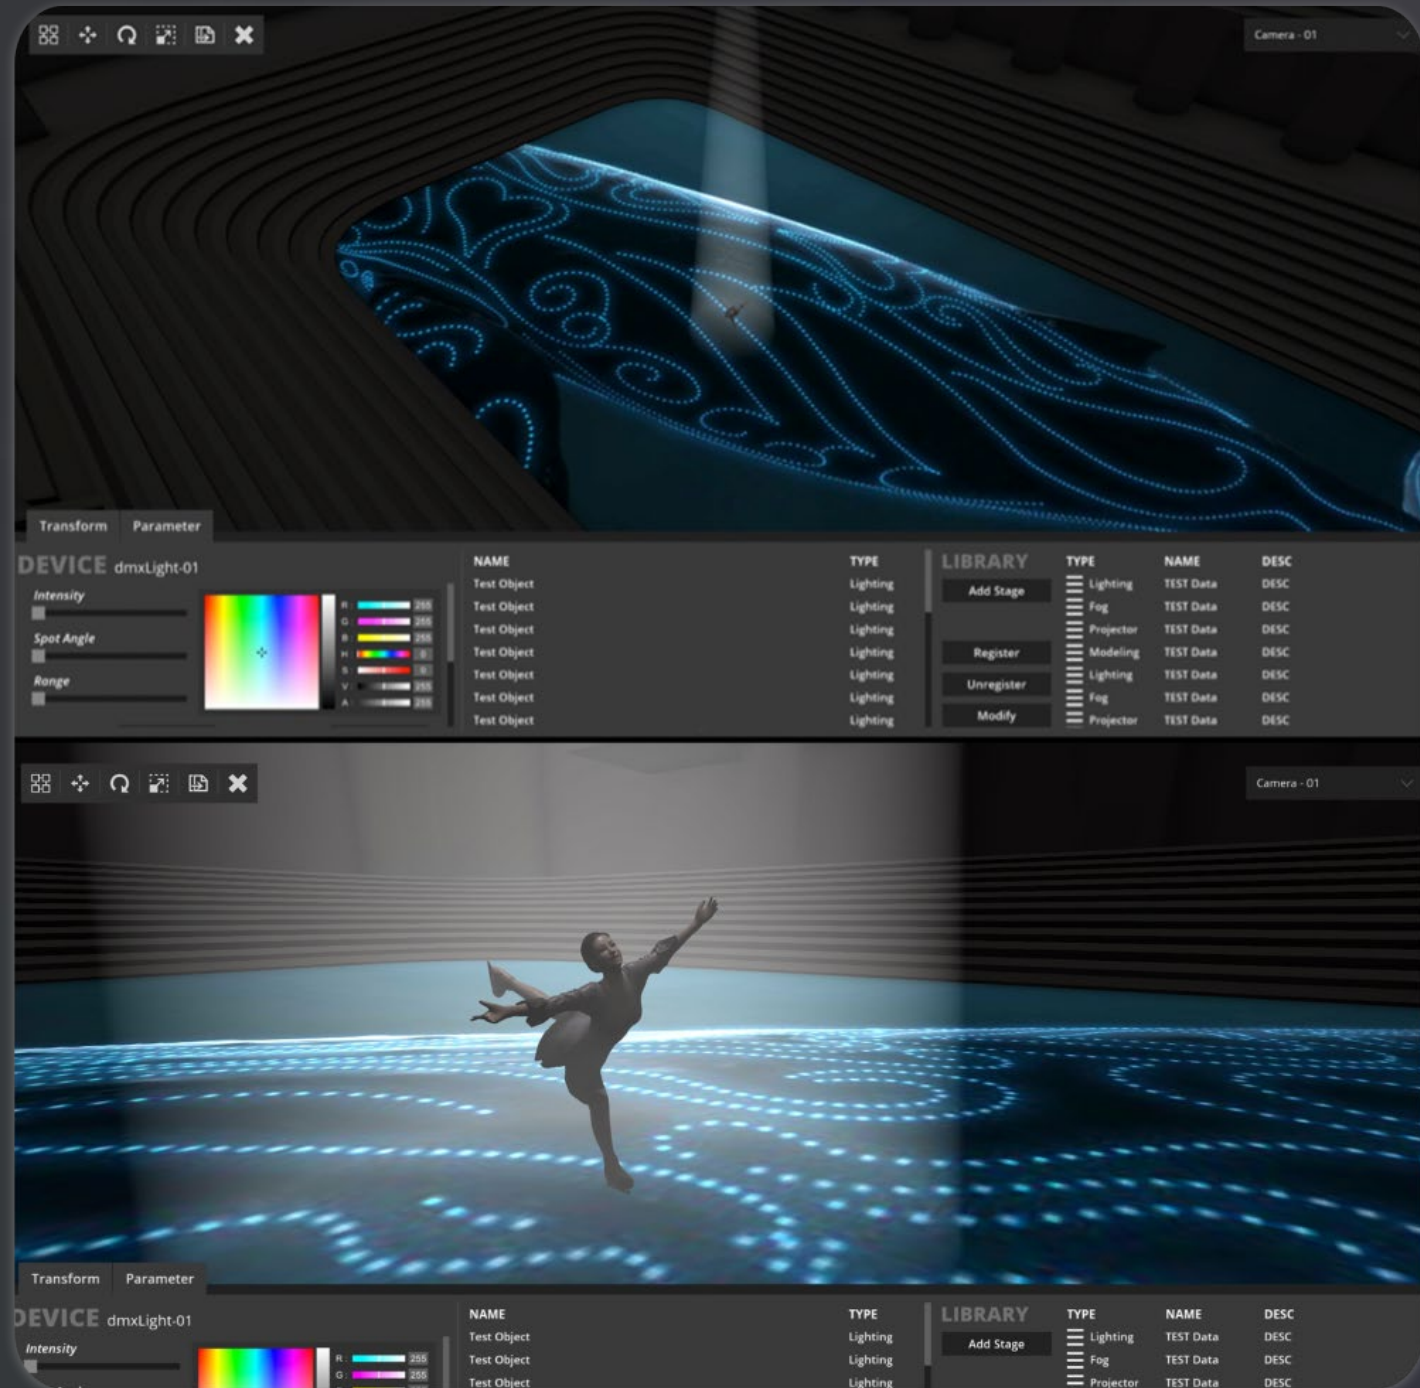 Camera - 01
Transform Parameter
DEVICE dmxLight-01
Intensity
Spot Angle
Range
R : 255
G : 255
B : 255
H : 0
S : 0
V : 255
A : 255
NAME TYPE
Test Object Lighting
Test Object Lighting
Test Object Lighting
Test Object Lighting
Test Object Lighting
Test Object Lighting
Test Object Lighting
LIBRARY
Add Stage
Register
Unregister
Modify
TYPE NAME DESC
Lighting TEST Data DESC
Fog TEST Data DESC
Projector TEST Data DESC
Modeling TEST Data DESC
Lighting TEST Data DESC
Fog TEST Data DESC
Projector TEST Data DESC
Camera - 01
Transform Parameter
DEVICE dmxLight-01
Intensity
R : 255
G : 255
NAME TYPE
Test Object Lighting
Test Object Lighting
Test Object Lighting
LIBRARY
Add Stage
TYPE NAME DESC
Lighting TEST Data DESC
Fog TEST Data DESC
Projector TEST Data DESC